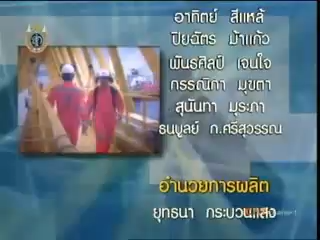 อาทิตย์ สีแหล้
ปิยฉัตร ม้าแก้ว
พันธศิลป์ เจนใจ
กรรณิกา มุขตา
สุนันทา มุระกา
ธนบูลย์ ก.ศรีสุวรรณ
อำนวยการผลิต
ยุทธนา กระบวนแสง